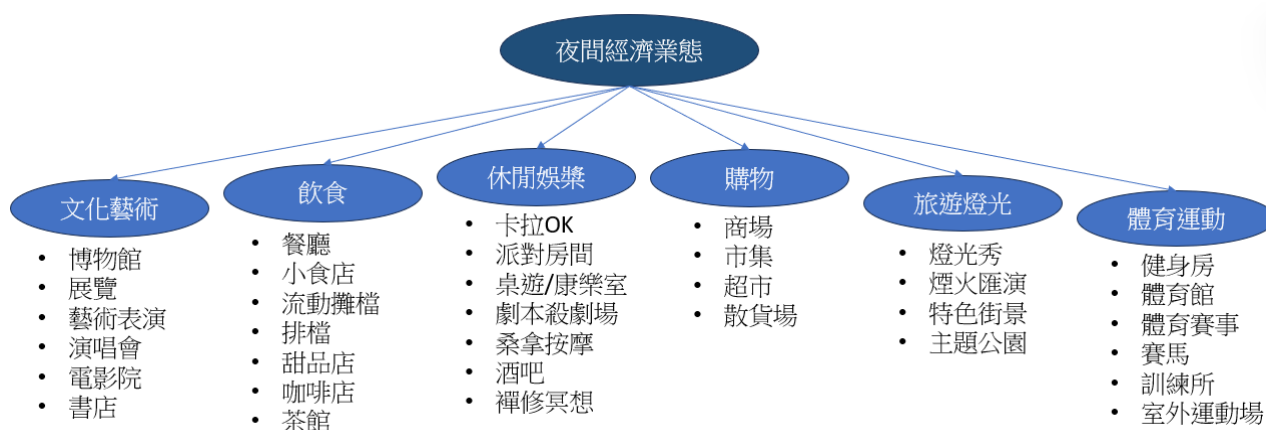 夜間經濟業態
文化藝術
博物館
展覽
藝術表演
演唱會
電影院
書店
飲食
餐廳
小食店
流動攤檔
排檔
甜品店
咖啡店
茶館
休閒娛樂
卡拉OK
派對房間
桌遊/康樂室
劇本殺劇場
桑拿按摩
酒吧
禪修冥想
購物
商場
市集
超市
散貨場
旅遊燈光
燈光秀
煙火匯演
特色街景
主題公園
體育運動
健身房
體育館
體育賽事
賽馬
訓練所
室外運動場